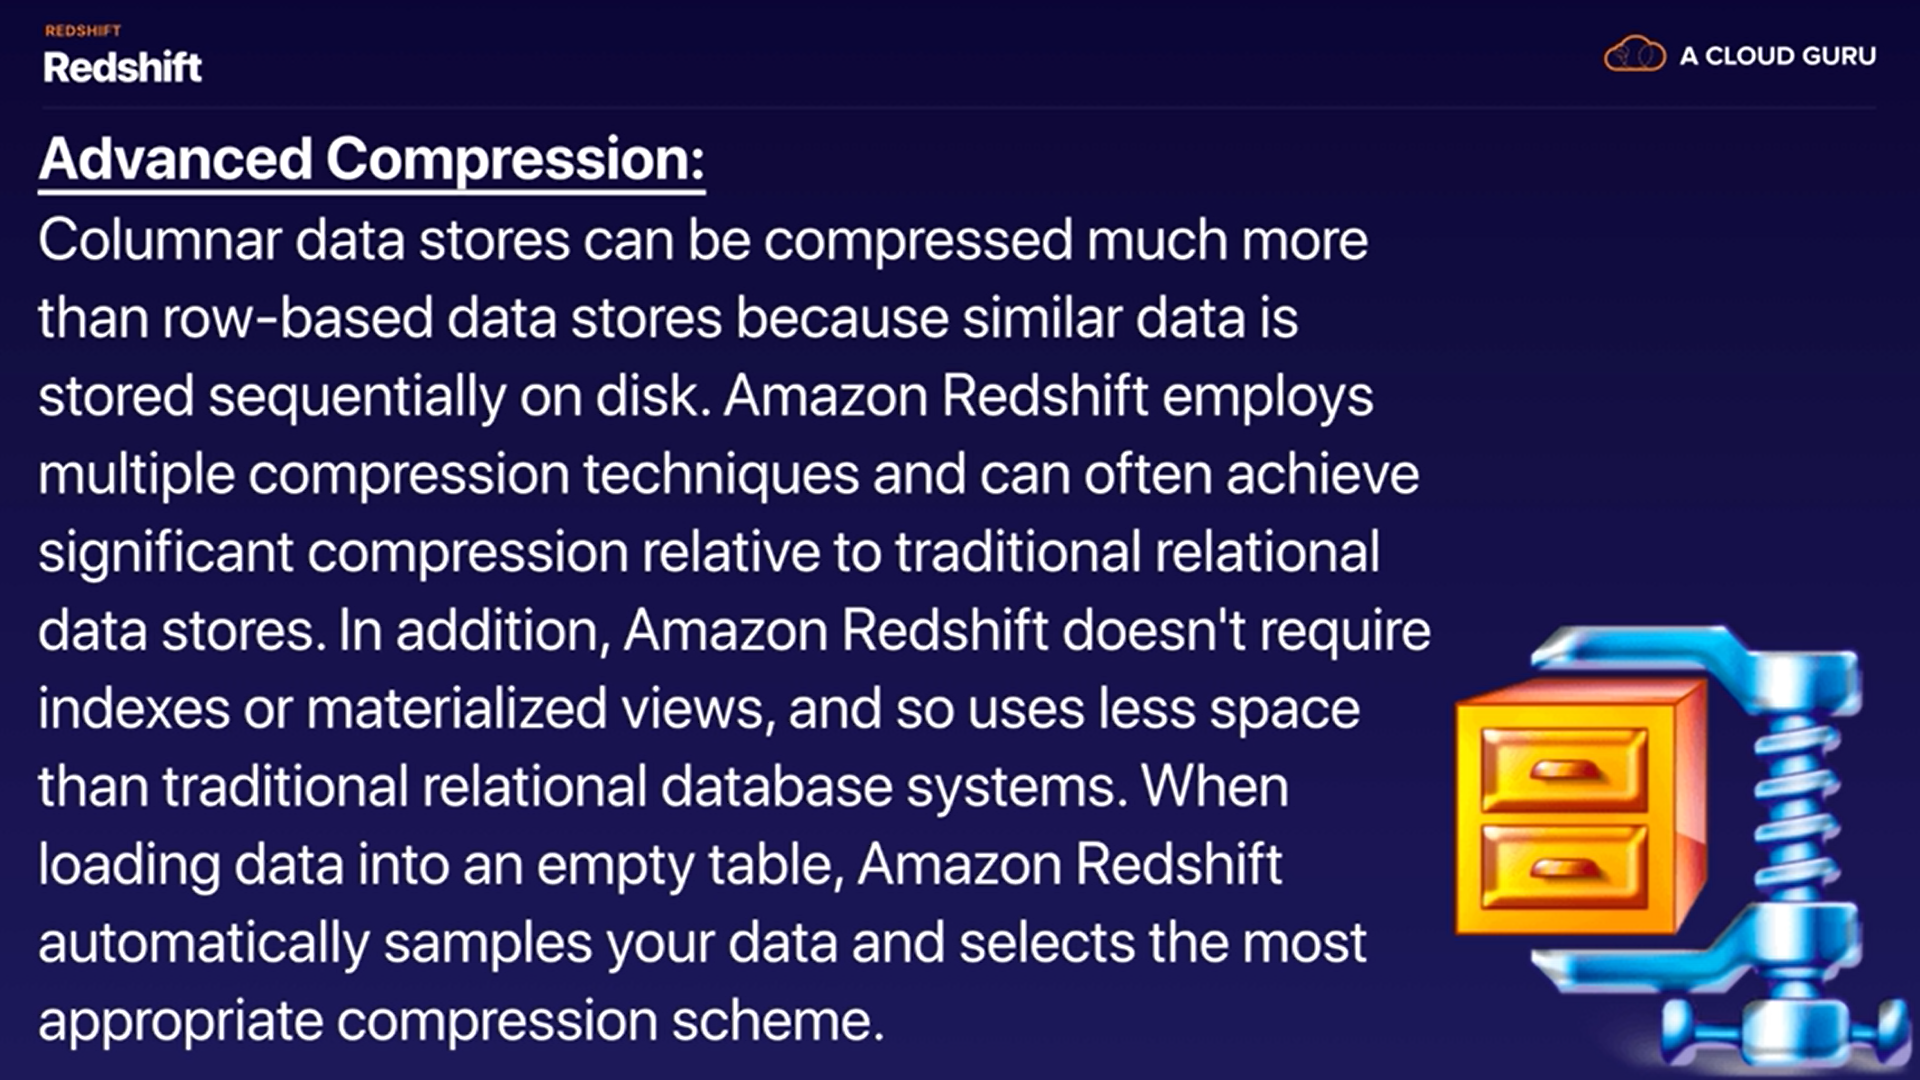 REDSHIFT
Redshift
A CLOUD GURU
Advanced Compression:
Columnar data stores can be compressed much more
than row-based data stores because similar data is
stored sequentially on disk. Amazon Redshift employs
multiple compression techniques and can often achieve
significant compression relative to traditional relational
data stores. In addition, Amazon Redshift doesn't require
indexes or materialized views, and so uses less space
than traditional relational database systems. When
loading data into an empty table, Amazon Redshift
automatically samples your data and selects the most
appropriate compression scheme.